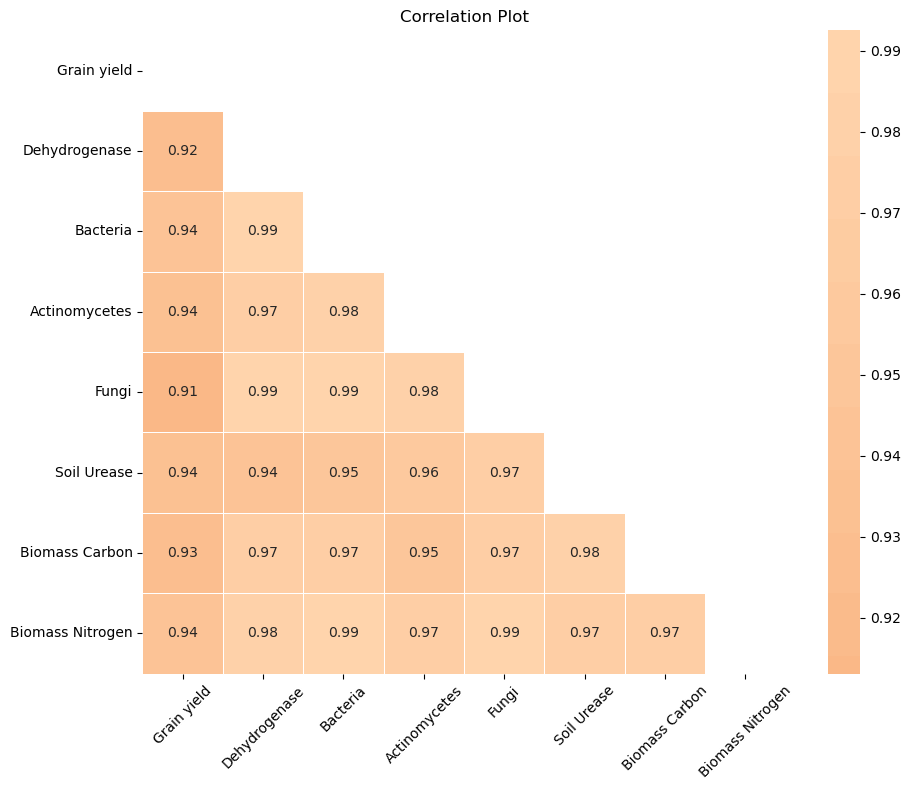 Correlation Plot
Grain yield
Dehydrogenase 0.92
Bacteria 0.94 0.99
Actinomycetes 0.94 0.97 0.98
Fungi 0.91 0.99 0.99 0.98
Soil Urease 0.94 0.94 0.95 0.96 0.97
Biomass Carbon 0.93 0.97 0.97 0.95 0.97 0.98
Biomass Nitrogen 0.94 0.98 0.99 0.97 0.99 0.97 0.97
Grain yield
Dehydrogenase
Bacteria
Actinomycetes
Fungi
Soil Urease
Biomass Carbon
Biomass Nitrogen
0.99
0.98
0.97
0.96
0.95
0.94
0.93
0.92